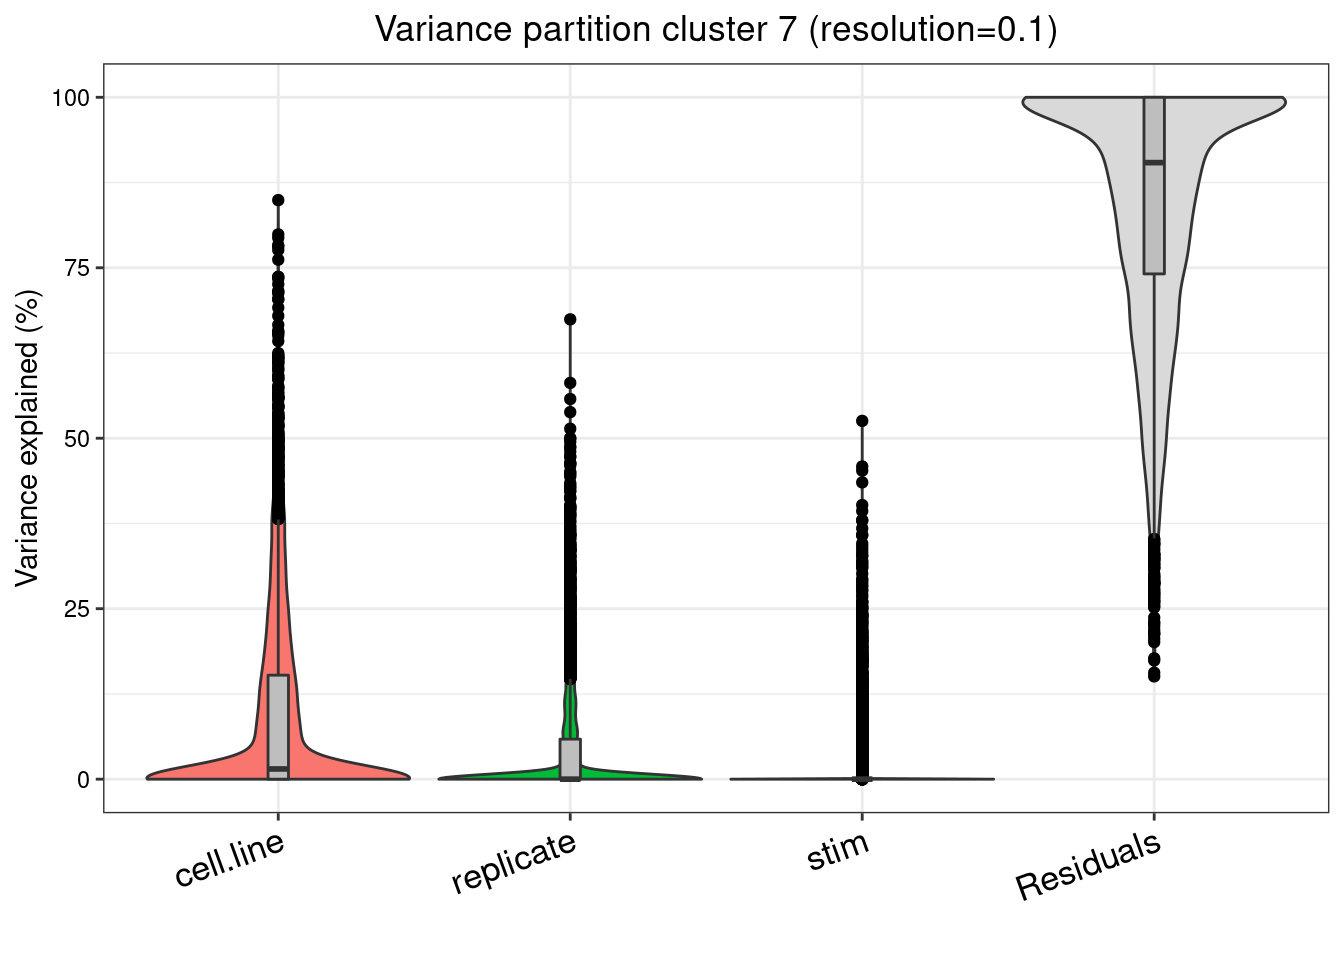 Variance partition cluster 7 (resolution=0.1)
Variance explained (%)
100
75
50
25
0
cell.line
replicate
stim
Residuals